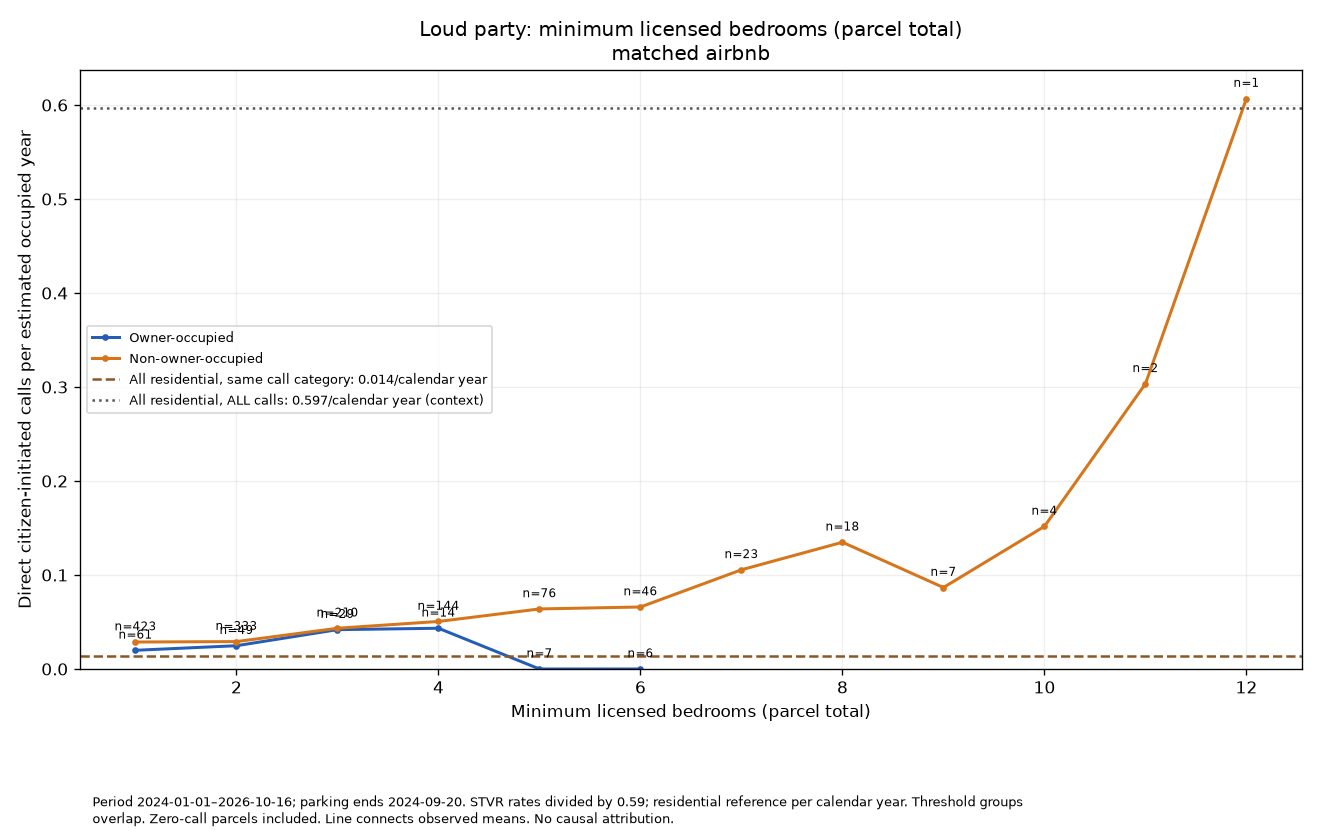 Loud party: minimum licensed bedrooms (parcel total)
matched airbnb
Direct citizen-initiated calls per estimated occupied year
0.6
0.5
0.4
0.3
0.2
0.1
0.0
Owner-occupied
Non-owner-occupied
All residential, same call category: 0.014/calendar year
All residential, ALL calls: 0.597/calendar year (context)
n=423
n=61
n=333
n=49
n=210
n=29
n=144
n=14
n=76
n=7
n=46
n=6
n=23
n=18
n=7
n=4
n=2
n=1
2 4 6 8 10 12
Minimum licensed bedrooms (parcel total)
Period 2024-01-01–2026-10-16; parking ends 2024-09-20. STVR rates divided by 0.59; residential reference per calendar year. Threshold groups
overlap. Zero-call parcels included. Line connects observed means. No causal attribution.